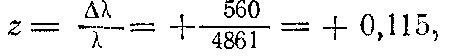 z = Δλ/λ = + 560/4861 = + 0,115,